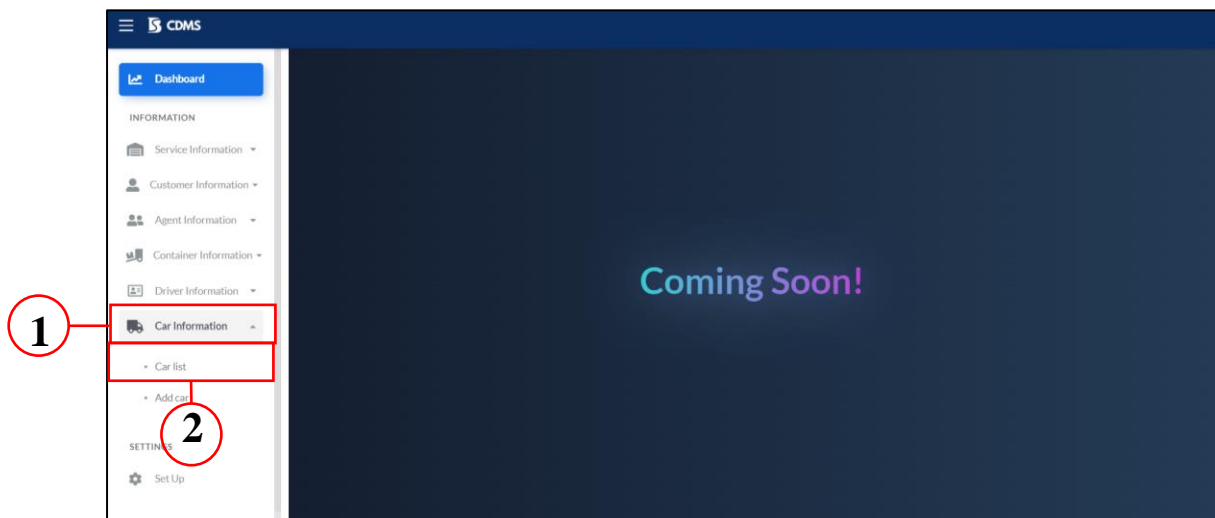 CDMS
Dashboard
INFORMATION
Service Information
Customer Information
Agent Information
Container Information
Driver Information
1
Car Information
Car list
Add car
2
SETTINGS
Set Up
Coming Soon!